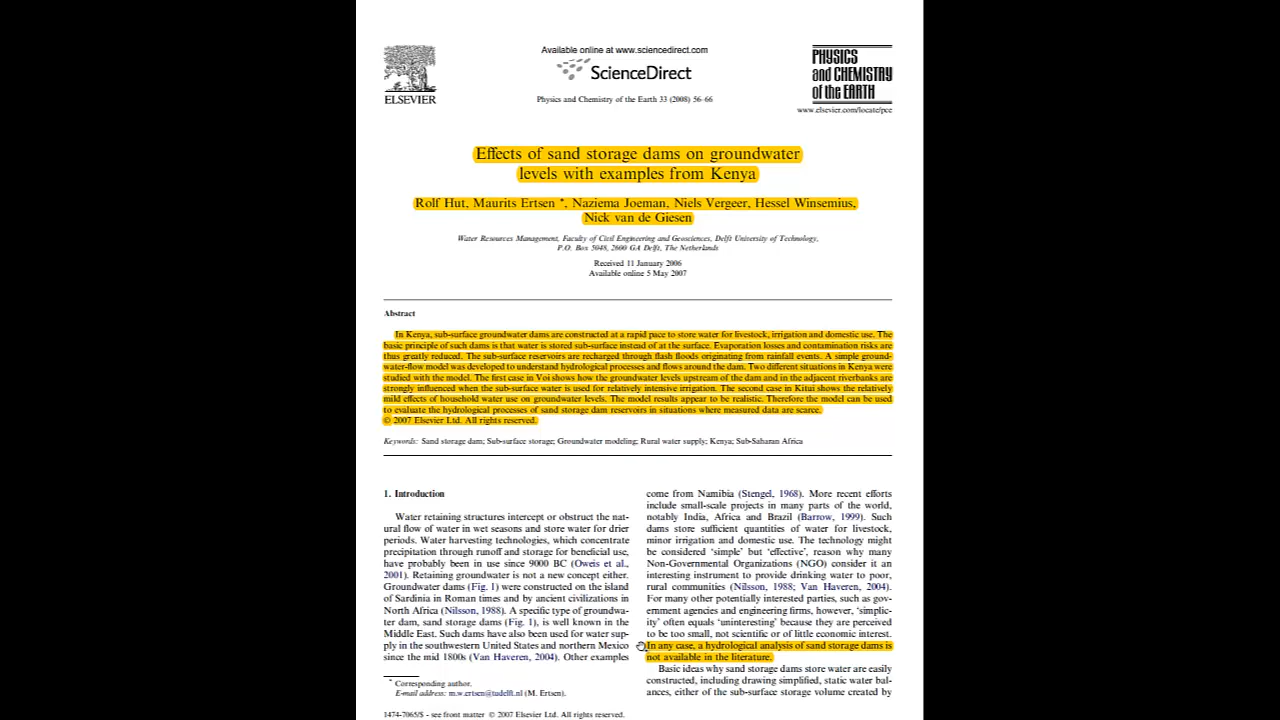 Available online at www.sciencedirect.com
ScienceDirect
ELSEVIER
Physics and Chemistry of the Earth 33 (2008) 56–66
PHYSICS
and CHEMISTRY
of the EARTH
www.elsevier.com/locate/pce
Effects of sand storage dams on groundwater
levels with examples from Kenya
Rolf Hut, Maurits Ertsen *, Naziema Joeman, Niels Vergeer, Hessel Winsemius,
Nick van de Giesen
Water Resources Management, Faculty of Civil Engineering and Geosciences, Delft University of Technology,
P.O. Box 5048, 2600 GA Delft, The Netherlands
Received 11 January 2006
Available online 5 May 2007
Abstract
In Kenya, sub-surface groundwater dams are constructed at a rapid pace to store water for livestock, irrigation and domestic use. The
basic principle of such dams is that water is stored sub-surface instead of at the surface. Evaporation losses and contamination risks are
thus greatly reduced. The sub-surface reservoirs are recharged through flash floods originating from rainfall events. A simple ground-
water-flow model was developed to understand hydrological processes and flows around the dam. Two different situations in Kenya were
studied with the model. The first case in Voi shows how the groundwater levels upstream of the dam and in the adjacent riverbanks are
strongly influenced when the sub-surface water is used for relatively intensive irrigation. The second case in Kitui shows the relatively
mild effects of household water use on groundwater levels. The model results appear to be realistic. Therefore the model can be used
to evaluate the hydrological processes of sand storage dam reservoirs in situations where measured data are scarce.
© 2007 Elsevier Ltd. All rights reserved.
Keywords: Sand storage dam; Sub-surface storage; Groundwater modeling; Rural water supply; Kenya; Sub-Saharan Africa
1. Introduction
Water retaining structures intercept or obstruct the nat-
ural flow of water in wet seasons and store water for drier
periods. Water harvesting technologies, which concentrate
precipitation through runoff and storage for beneficial use,
have probably been in use since 9000 BC (Oweis et al.,
2001). Retaining groundwater is not a new concept either.
Groundwater dams (Fig. 1) were constructed on the island
of Sardinia in Roman times and by ancient civilizations in
North Africa (Nilsson, 1988). A specific type of groundwa-
ter dam, sand storage dams (Fig. 1), is well known in the
Middle East. Such dams have also been used for water sup-
ply in the southwestern United States and northern Mexico
since the mid 1800s (Van Haveren, 2004). Other examples
* Corresponding author.
E-mail address: m.w.ertsen@tudelft.nl (M. Ertsen).
come from Namibia (Stengel, 1968). More recent efforts
include small-scale projects in many parts of the world,
notably India, Africa and Brazil (Barrow, 1999). Such
dams store sufficient quantities of water for livestock,
minor irrigation and domestic use. The technology might
be considered 'simple' but 'effective', reason why many
Non-Governmental Organizations (NGO) consider it an
interesting instrument to provide drinking water to poor,
rural communities (Nilsson, 1988; Van Haveren, 2004).
For many other potentially interested parties, such as gov-
ernment agencies and engineering firms, however, 'simplic-
ity' often equals 'uninteresting' because they are perceived
to be too small, not scientific or of little economic interest.
In any case, a hydrological analysis of sand storage dams is
not available in the literature.
Basic ideas why sand storage dams store water are easily
constructed, including drawing simplified, static water bal-
ances, either of the sub-surface storage volume created by
1474-7065/$ - see front matter © 2007 Elsevier Ltd. All rights reserved.